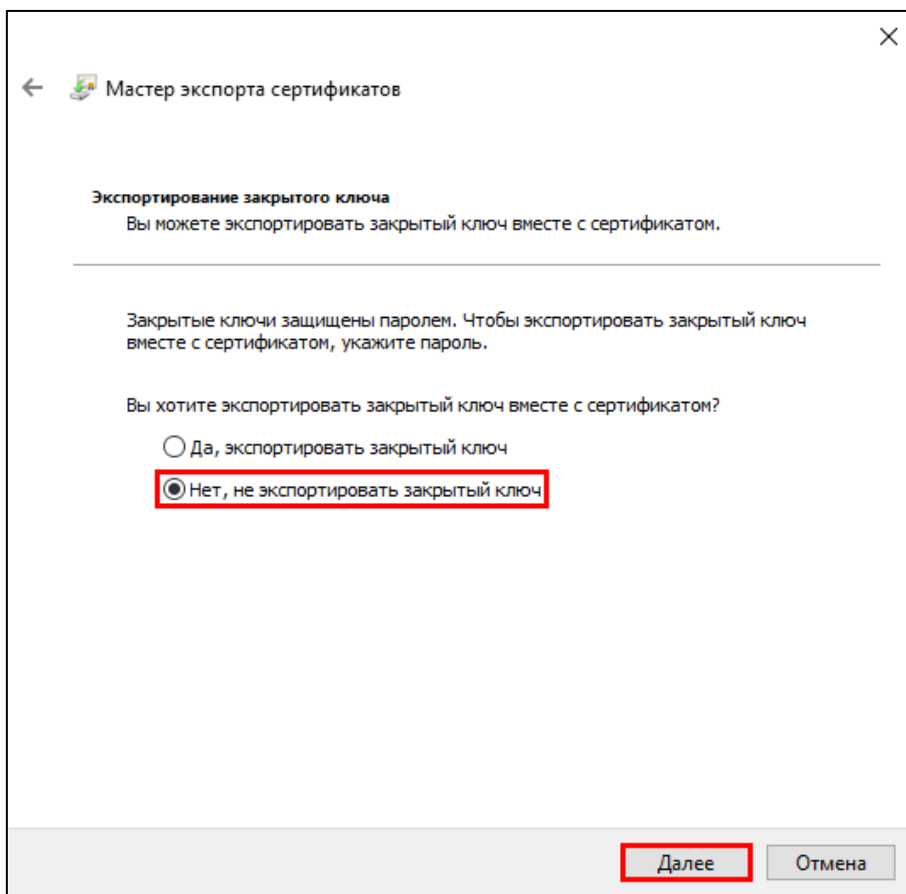 Мастер экспорта сертификатов
Экспортирование закрытого ключа
Вы можете экспортировать закрытый ключ вместе с сертификатом.
Закрытые ключи защищены паролем. Чтобы экспортировать закрытый ключ
вместе с сертификатом, укажите пароль.
Вы хотите экспортировать закрытый ключ вместе с сертификатом?
Да, экспортировать закрытый ключ
Нет, не экспортировать закрытый ключ
Далее
Отмена